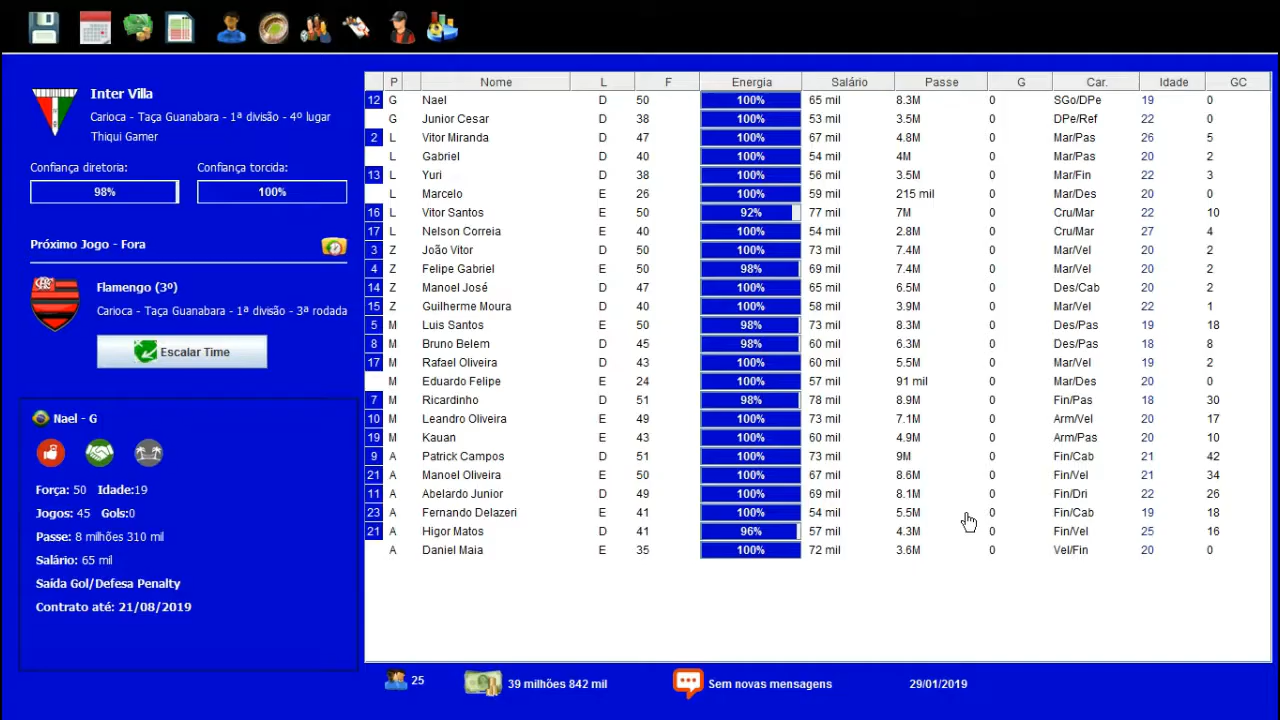 Inter Villa
Carioca - Taça Guanabara - 1ª divisão - 4º lugar
Thiqui Gamer
Confiança diretoria: Confiança torcida:
98% 100%
Próximo Jogo - Fora
Flamengo (3º)
Carioca - Taça Guanabara - 1ª divisão - 3ª rodada
Escalar Time
Nael - G
Força: 50 Idade:19
Jogos: 45 Gols:0
Passe: 8 milhões 310 mil
Salário: 65 mil
Saída Gol/Defesa Penalty
Contrato até: 21/08/2019
P Nome L F Energia Salário Passe G Car. Idade GC
12 G Nael D 50 100% 65 mil 8.3M 0 SGo/DPe 19 0
G Junior Cesar D 38 100% 53 mil 3.5M 0 DPe/Ref 22 0
2 L Vitor Miranda D 47 100% 67 mil 4.8M 0 Mar/Pas 26 5
L Gabriel D 40 100% 54 mil 4M 0 Mar/Pas 20 2
13 L Yuri D 38 100% 56 mil 3.5M 0 Mar/Fin 22 3
L Marcelo E 26 100% 59 mil 215 mil 0 Mar/Des 20 0
16 L Vitor Santos E 50 92% 77 mil 7M 0 Cru/Mar 22 10
17 L Nelson Correia E 40 100% 54 mil 2.8M 0 Cru/Mar 27 4
3 Z João Vitor D 50 100% 73 mil 7.4M 0 Mar/Vel 20 2
4 Z Felipe Gabriel E 50 98% 69 mil 7.4M 0 Mar/Vel 20 2
14 Z Manoel José D 47 100% 65 mil 6.5M 0 Des/Cab 20 2
15 Z Guilherme Moura D 40 100% 58 mil 3.9M 0 Mar/Vel 22 1
5 M Luis Santos E 50 98% 73 mil 8.3M 0 Des/Pas 19 18
8 M Bruno Belem D 45 98% 60 mil 6.3M 0 Des/Pas 18 8
17 M Rafael Oliveira D 43 100% 60 mil 5.5M 0 Mar/Vel 19 2
M Eduardo Felipe E 24 100% 57 mil 91 mil 0 Mar/Des 20 0
7 M Ricardinho D 51 98% 78 mil 8.9M 0 Fin/Pas 18 30
10 M Leandro Oliveira E 49 100% 73 mil 7.1M 0 Arm/Vel 20 17
19 M Kauan E 43 100% 60 mil 4.9M 0 Arm/Pas 20 10
9 A Patrick Campos D 51 100% 73 mil 9M 0 Fin/Cab 21 42
21 A Manoel Oliveira E 50 100% 67 mil 8.6M 0 Fin/Vel 21 34
11 A Abelardo Junior D 49 100% 69 mil 8.1M 0 Fin/Dri 22 26
23 A Fernando Delazeri E 41 100% 54 mil 5.5M 0 Fin/Cab 19 18
21 A Higor Matos D 41 96% 57 mil 4.3M 0 Fin/Vel 25 16
A Daniel Maia E 35 100% 72 mil 3.6M 0 Vel/Fin 20 0
25 39 milhões 842 mil Sem novas mensagens 29/01/2019